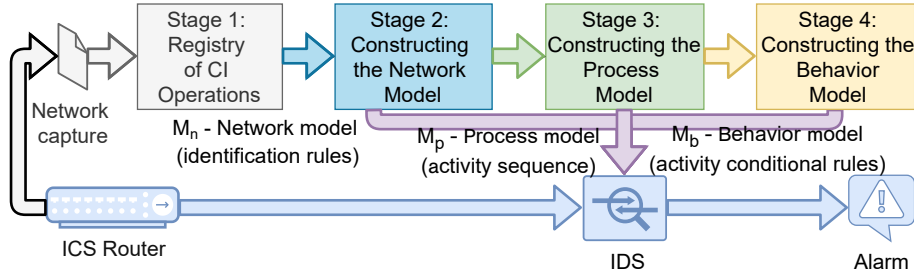 Stage 1:
Registry
of CI
Operations
Stage 2:
Constructing
the Network
Model
Stage 3:
Constructing the
Process
Model
Stage 4:
Constructing the
Behavior
Model
Network
capture
Mn - Network model
(identification rules)
Mp - Process model
(activity sequence)
Mb - Behavior model
(activity conditional rules)
ICS Router
IDS
Alarm